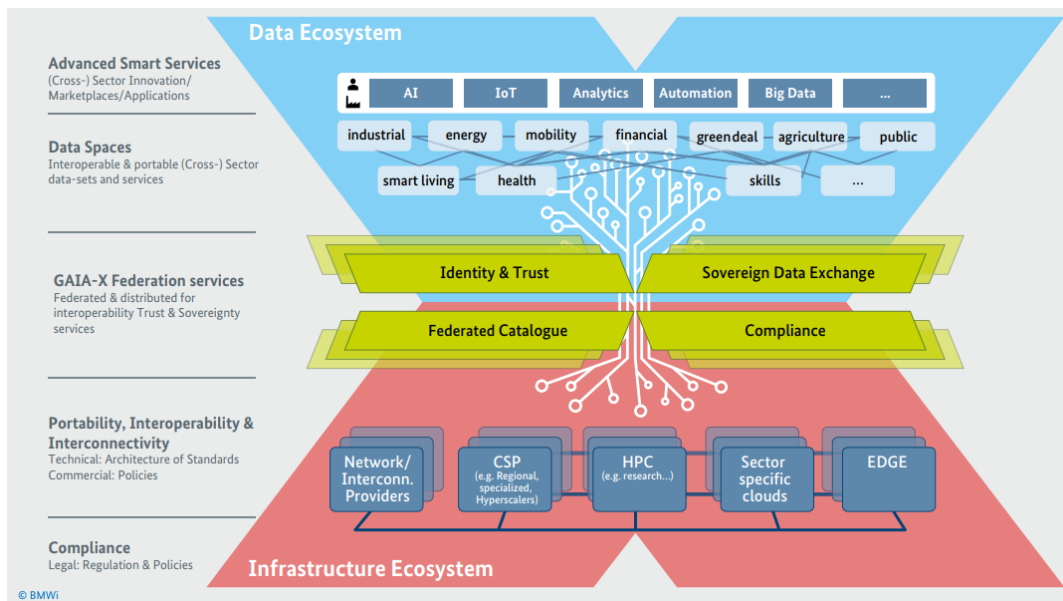 Data Ecosystem
Advanced Smart Services
(Cross-) Sector Innovation/
Marketplaces/Applications
AI
IoT
Analytics
Automation
Big Data
...
Data Spaces
Interoperable & portable (Cross-) Sector
data-sets and services
industrial
energy
mobility
financial
green deal
agriculture
public
smart living
health
skills
...
GAIA-X Federation services
Federated & distributed for
interoperability Trust & Sovereignty
services
Identity & Trust
Sovereign Data Exchange
Federated Catalogue
Compliance
Portability, Interoperability &
Interconnectivity
Technical: Architecture of Standards
Commercial: Policies
Network/
Interconn.
Providers
CSP
(e.g. Regional,
specialized,
Hyperscalers)
HPC
(e.g. research...)
Sector
specific
clouds
EDGE
Compliance
Legal: Regulation & Policies
Infrastructure Ecosystem
© BMWi